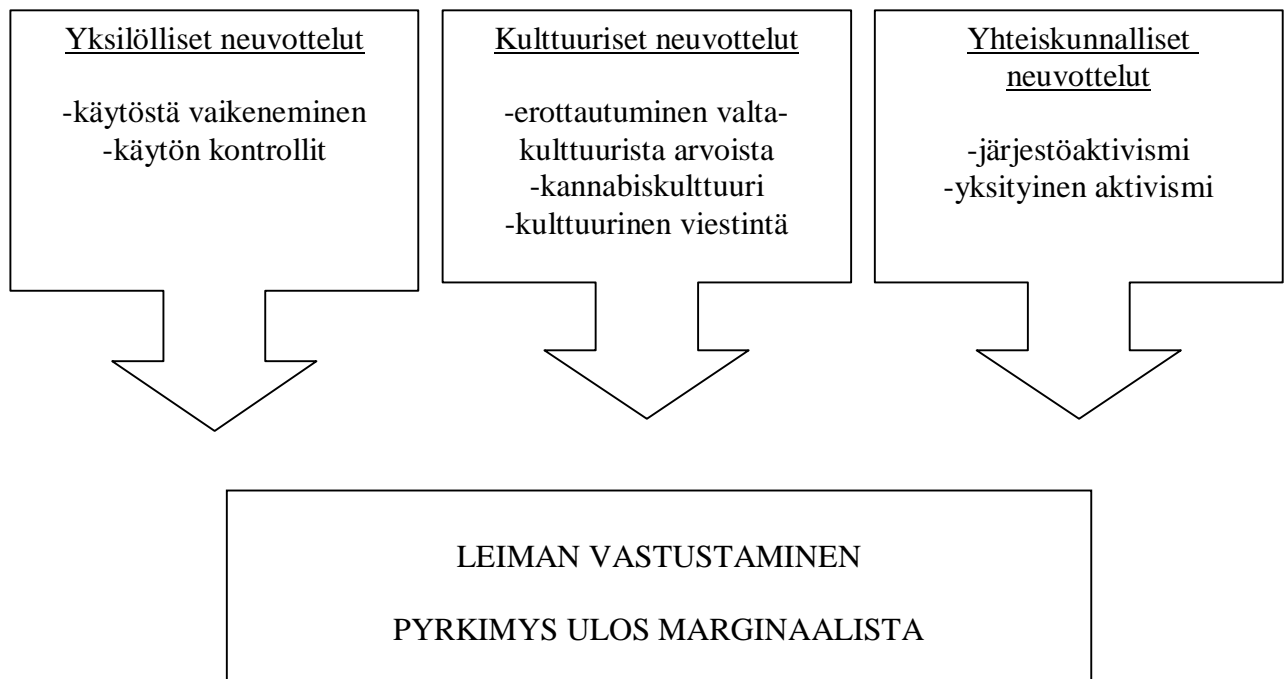 Yksilölliset neuvottelut
-käytöstä vaikeneminen
-käytön kontrollit
Kulttuuriset neuvottelut
-erottautuminen valta-
kulttuurista arvoista
-kannabiskulttuuri
-kulttuurinen viestintä
Yhteiskunnalliset
neuvottelut
-järjestöaktivismi
-yksityinen aktivismi
LEIMAN VASTUSTAMINEN
PYRKIMYS ULOS MARGINAALISTA